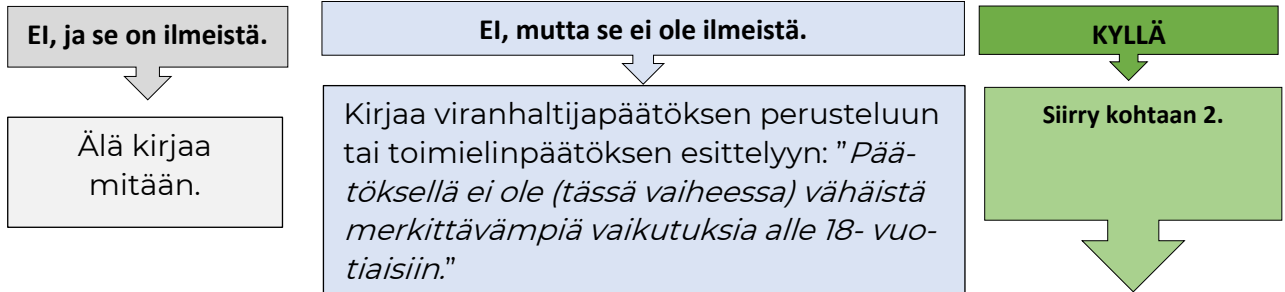 EI, ja se on ilmeistä.
Älä kirjaa
mitään.
EI, mutta se ei ole ilmeistä.
Kirjaa viranhaltijapäätöksen perusteluun
tai toimielinpäätöksen esittelyyn: ”Pää-
töksellä ei ole (tässä vaiheessa) vähäistä
merkittävämpiä vaikutuksia alle 18- vuo-
tiaisiin.”
KYLLÄ
Siirry kohtaan 2.